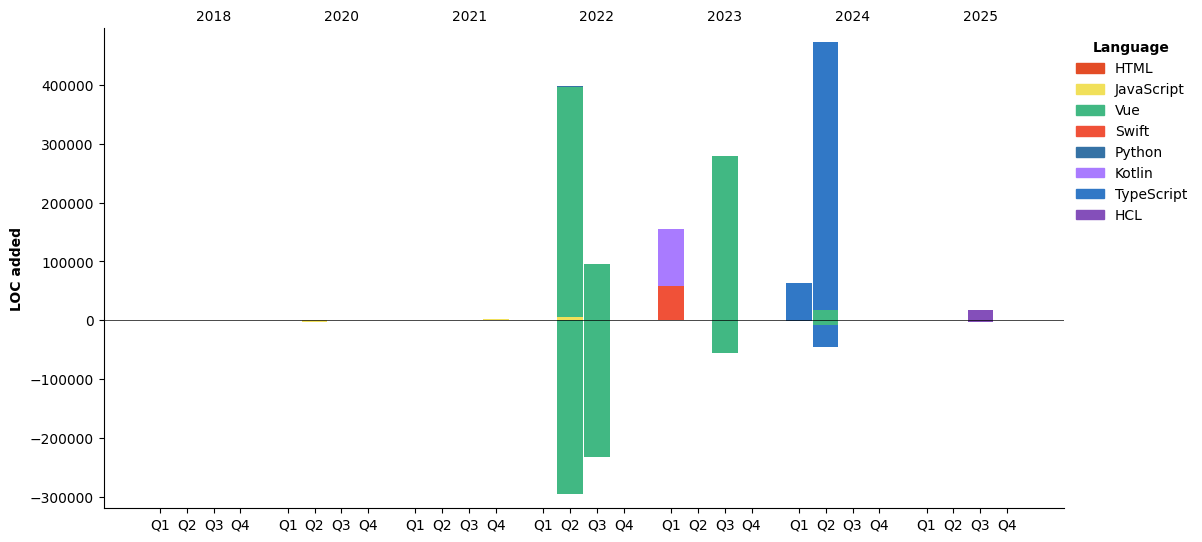 2018 2020 2021 2022 2023 2024 2025
Language
HTML
JavaScript
Vue
Swift
Python
Kotlin
TypeScript
HCL
LOC added
400000
300000
200000
100000
0
−100000
−200000
−300000
Q1 Q2 Q3 Q4 Q1 Q2 Q3 Q4 Q1 Q2 Q3 Q4 Q1 Q2 Q3 Q4 Q1 Q2 Q3 Q4 Q1 Q2 Q3 Q4 Q1 Q2 Q3 Q4